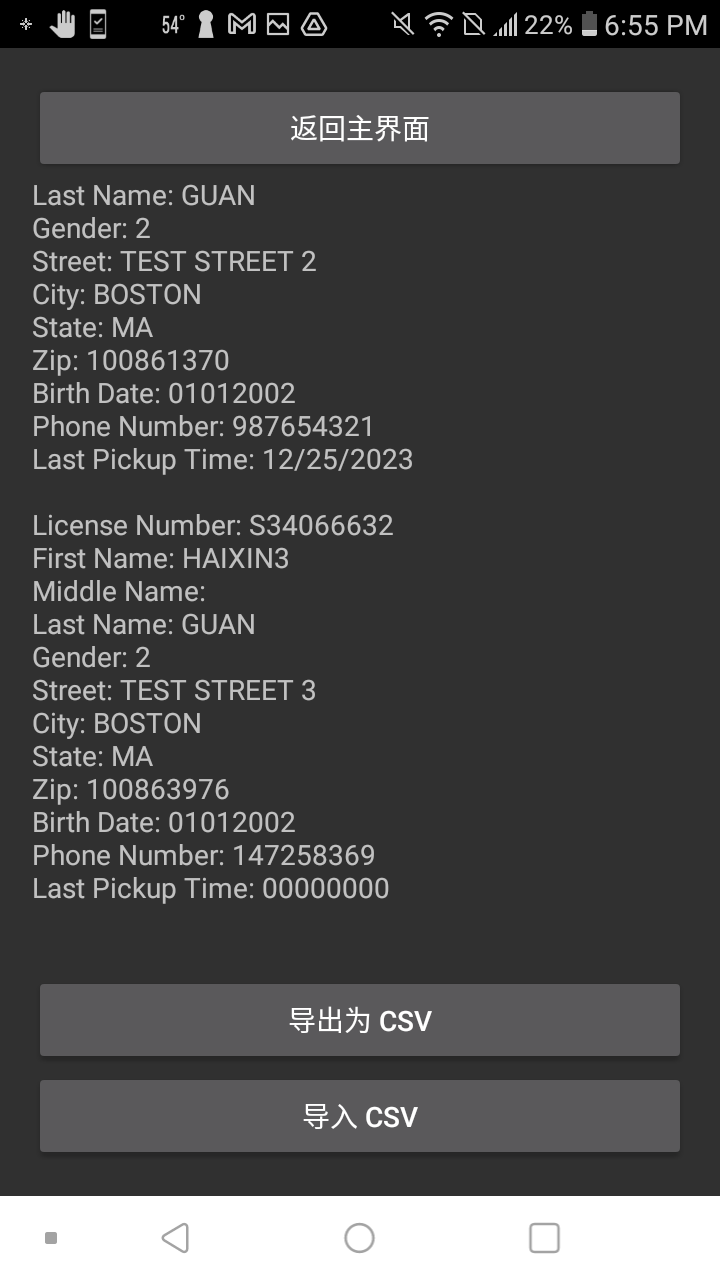 54°
22%
6:55 PM
返回主界面
Last Name: GUAN
Gender: 2
Street: TEST STREET 2
City: BOSTON
State: MA
Zip: 100861370
Birth Date: 01012002
Phone Number: 987654321
Last Pickup Time: 12/25/2023
License Number: S34066632
First Name: HAIXIN3
Middle Name:
Last Name: GUAN
Gender: 2
Street: TEST STREET 3
City: BOSTON
State: MA
Zip: 100863976
Birth Date: 01012002
Phone Number: 147258369
Last Pickup Time: 00000000
导出为 CSV
导入 CSV